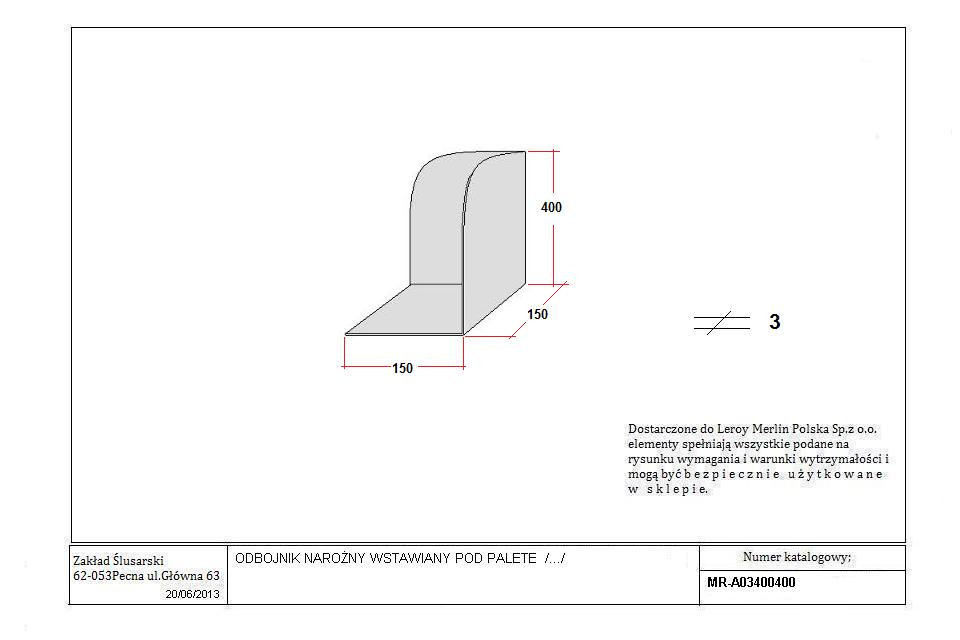 400
150
150
3
Dostarczone do Leroy Merlin Polska Sp.z o.o.
elementy spełniają wszystkie podane na
rysunku wymagania i warunki wytrzymałości i
mogą być b e z p i e c z n i e u ż y t k o w a n e
w s k l e p i e.
Zakład Ślusarski
62-053Pecna ul.Główna 63
20/06/2013
ODBOJNIK NAROŻNY WSTAWIANY POD PALETE /.../
Numer katalogowy;
MR-A03400400